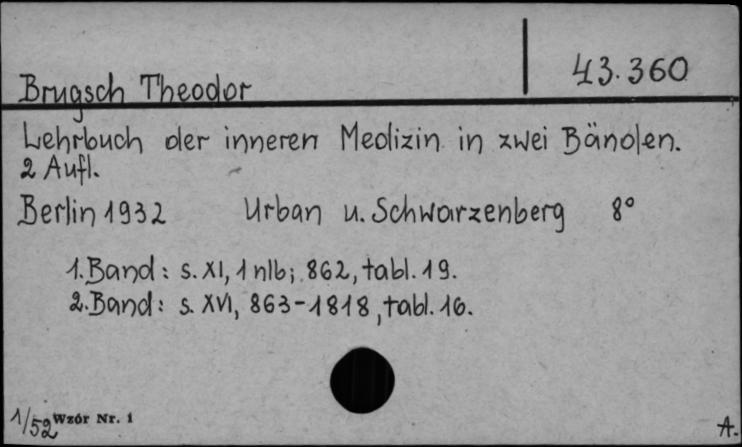 43.360
Brugsch Theodor
Lehrbuch der inneren Medizin in zwei Bänden.
2 Aufl.
Berlin 1932 Urban u. Schwarzenberg 8°
1. Band: s. XI, 1 nlb; 862, tabl. 19.
2. Band: s. XVI, 863-1818, tabl. 16.
1/52 Wzór Nr. 1
A.